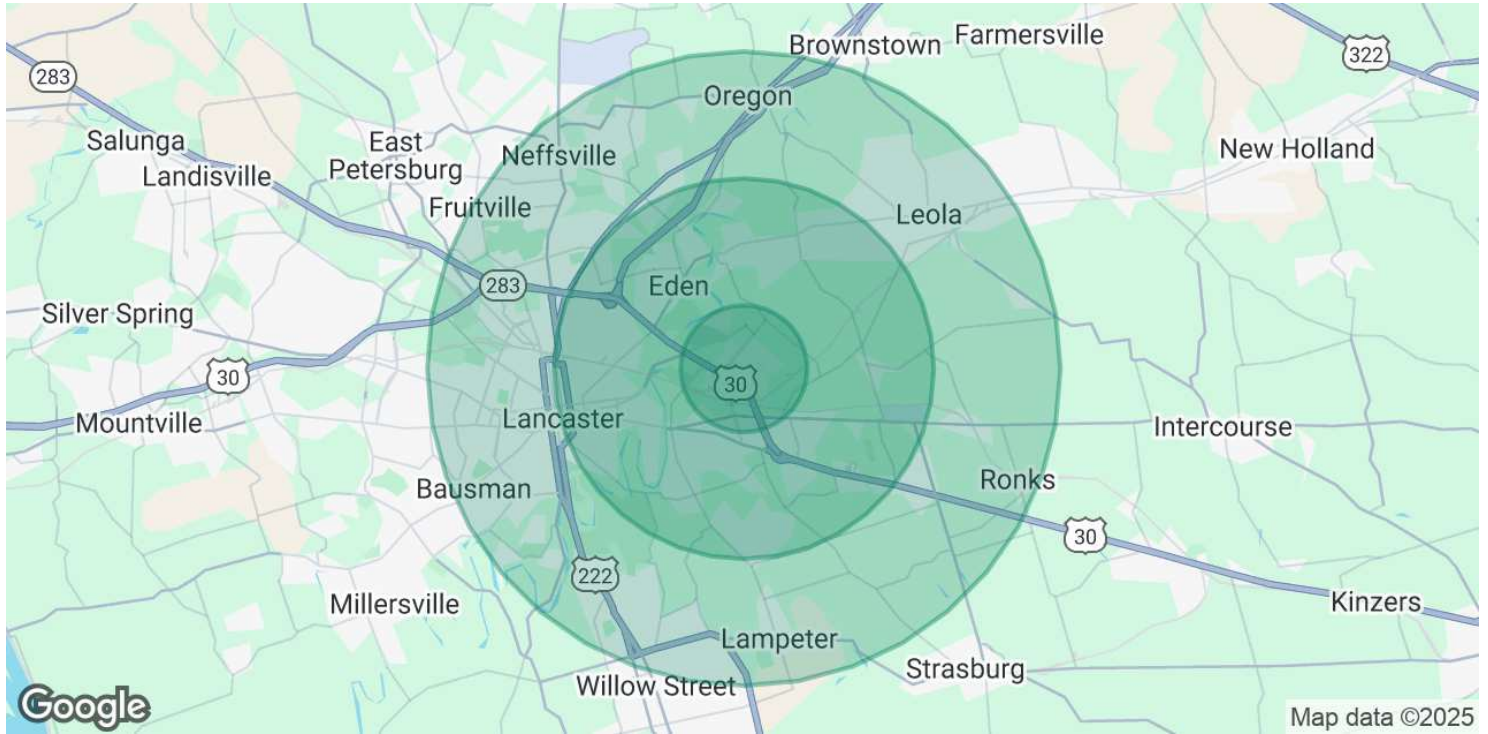 Brownstown
Farmersville
322
283
Oregon
Salunga
East
Petersburg
Neffsville
New Holland
Landisville
Fruitville
Leola
283
Eden
Silver Spring
30
30
Mountville
Lancaster
Intercourse
Bausman
Ronks
30
222
Millersville
Kinzers
Lampeter
Strasburg
Willow Street
Google
Map data ©2025